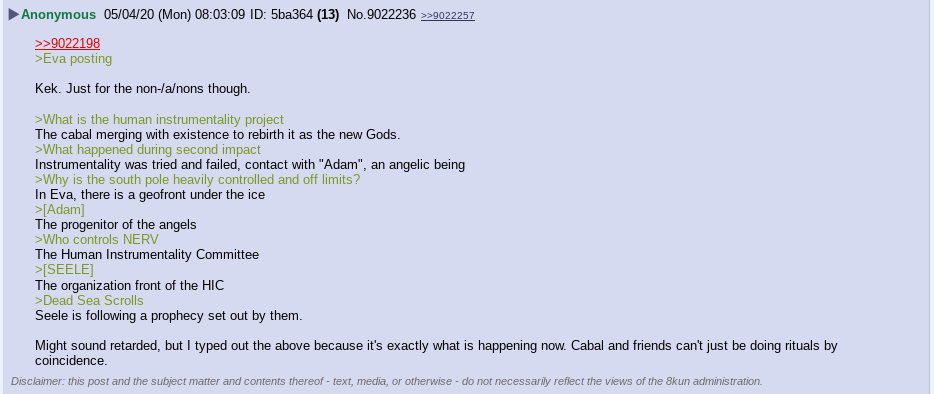 ▶Anonymous 05/04/20 (Mon) 08:03:09 ID: 5ba364 (13) No.9022236 >>9022257
>>9022198
>Eva posting
Kek. Just for the non-/a/nons though.
>What is the human instrumentality project
The cabal merging with existence to rebirth it as the new Gods.
>What happened during second impact
Instrumentality was tried and failed, contact with "Adam", an angelic being
>Why is the south pole heavily controlled and off limits?
In Eva, there is a geofront under the ice
>[Adam]
The progenitor of the angels
>Who controls NERV
The Human Instrumentality Committee
>[SEELE]
The organization front of the HIC
>Dead Sea Scrolls
Seele is following a prophecy set out by them.
Might sound retarded, but I typed out the above because it's exactly what is happening now. Cabal and friends can't just be doing rituals by
coincidence.
Disclaimer: this post and the subject matter and contents thereof - text, media, or otherwise - do not necessarily reflect the views of the 8kun administration.